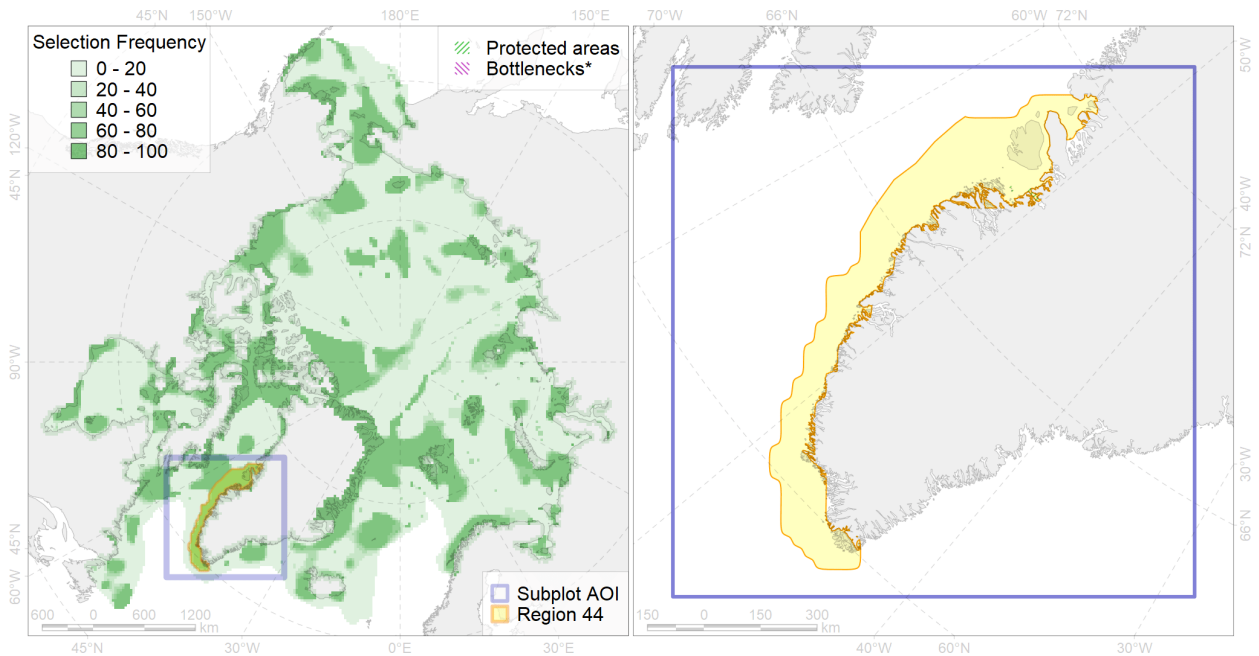 45°N 150°W 180°E 150°E 70°W 66°N 60°W 72°N
Selection Frequency
0 - 20
20 - 40
40 - 60
60 - 80
80 - 100
Protected areas
Bottlenecks*
50°W
120°W
45°N
40°W
72°N
90°W
30°W
66°N
45°N
60°W
Subplot AOI
Region 44
600 0 600 1200
km
150 0 150 300
km
45°N 30°W 0°E 30°E 40°W 60°N 30°W